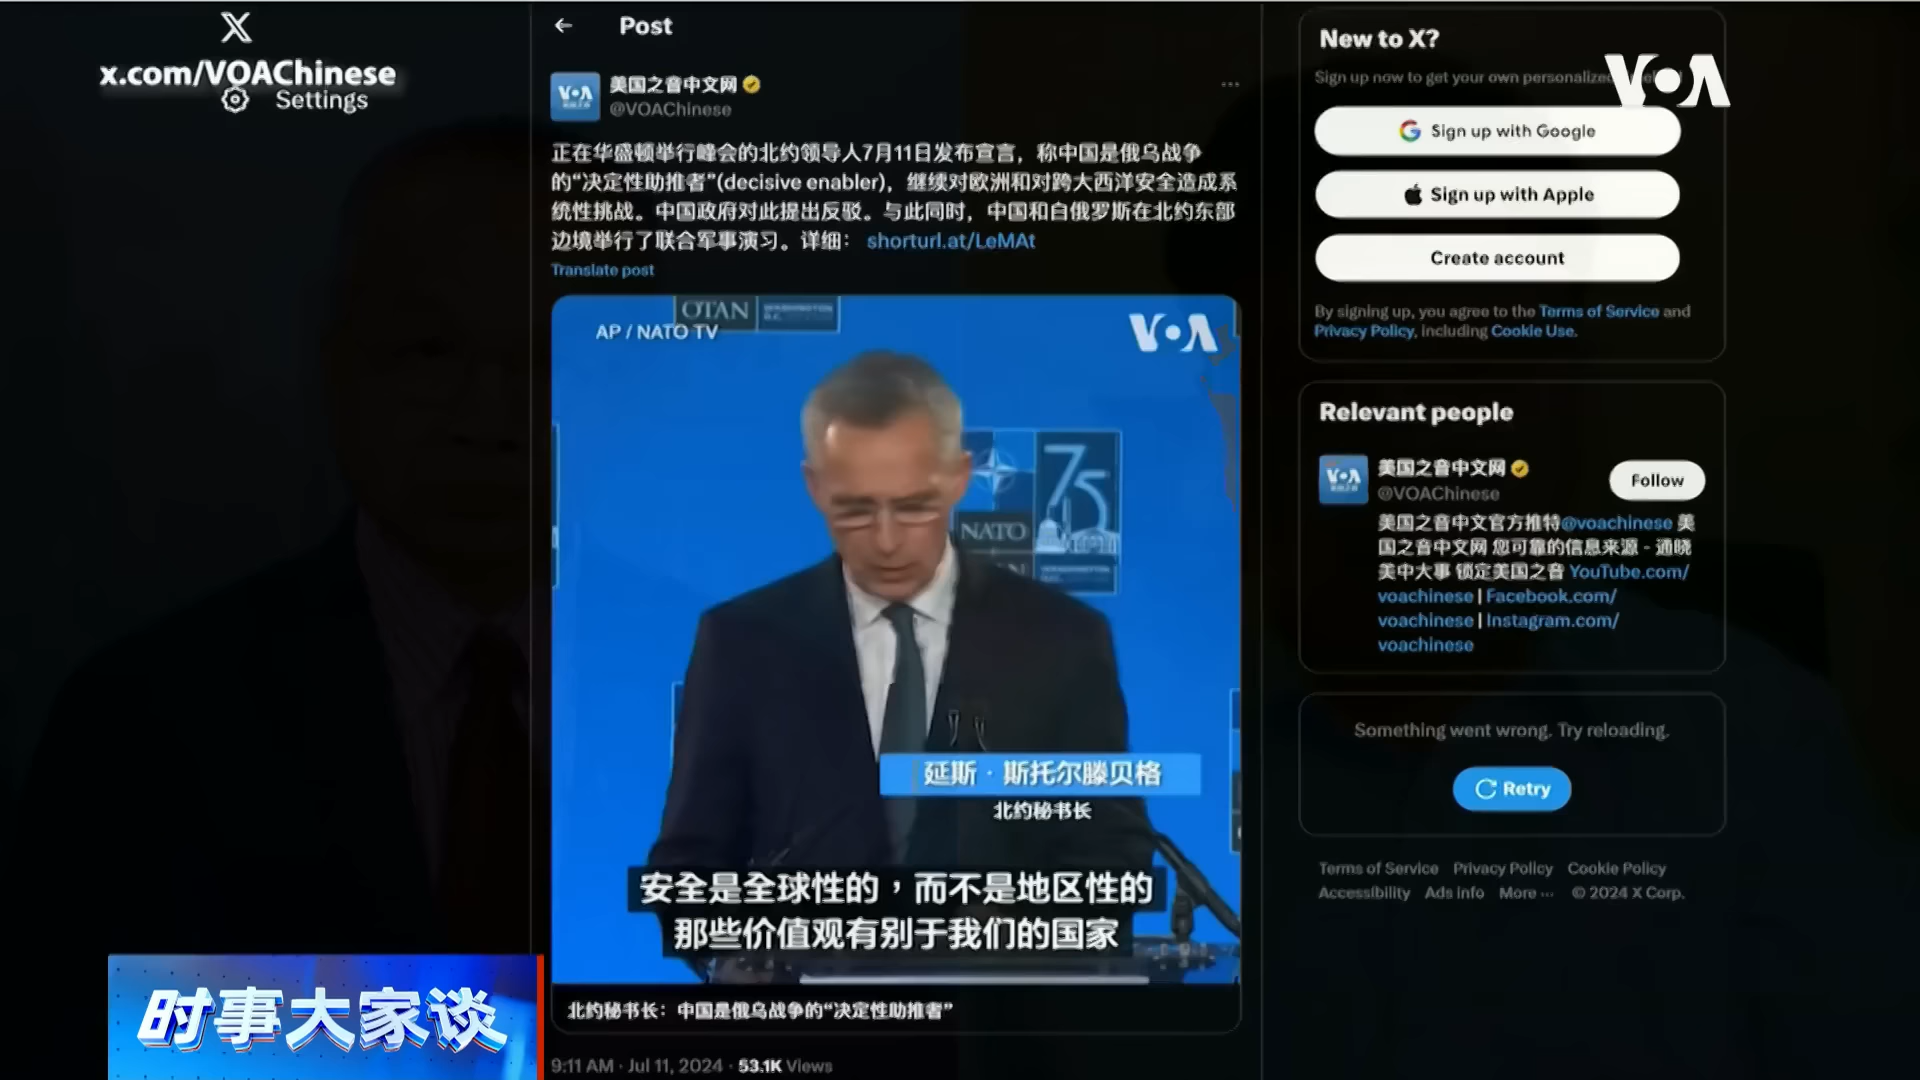 X
x.com/VOAChinese
Settings
Post
美国之音中文网
@VOAChinese
正在华盛顿举行峰会的北约领导人7月11日发布宣言，称中国是俄乌战争
的“决定性助推者”(decisive enabler)，继续对欧洲和对跨大西洋安全造成系
统性挑战。中国政府对此提出反驳。与此同时，中国和白俄罗斯在北约东部
边境举行了联合军事演习。详细： shorturl.at/LeMAt
Translate post
OTAN
WASHINGTON
D.C.
AP / NATO TV
VOA
75
NATO
延斯 · 斯托尔滕贝格
北约秘书长
安全是全球性的，而不是地区性的
那些价值观有别于我们的国家
北约秘书长：中国是俄乌战争的“决定性助推者”
9:11 AM · Jul 11, 2024 · 53.1K Views
时事大家谈
New to X?
Sign up now to get your own personalized
VOA
Sign up with Google
Sign up with Apple
Create account
By signing up, you agree to the Terms of Service and
Privacy Policy, including Cookie Use.
Relevant people
VOA
美国之音中文网
@VOAChinese
Follow
美国之音中文官方推特@voachinese 美
国之音中文网 您可靠的信息来源 - 通晓
美中大事 锁定美国之音 YouTube.com/
voachinese | Facebook.com/
voachinese | Instagram.com/
voachinese
Something went wrong. Try reloading.
Retry
Terms of Service Privacy Policy Cookie Policy
Accessibility Ads info More ··· © 2024 X Corp.